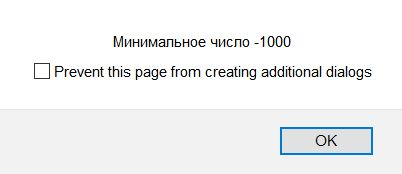 Минимальное число -1000
Prevent this page from creating additional dialogs
OK